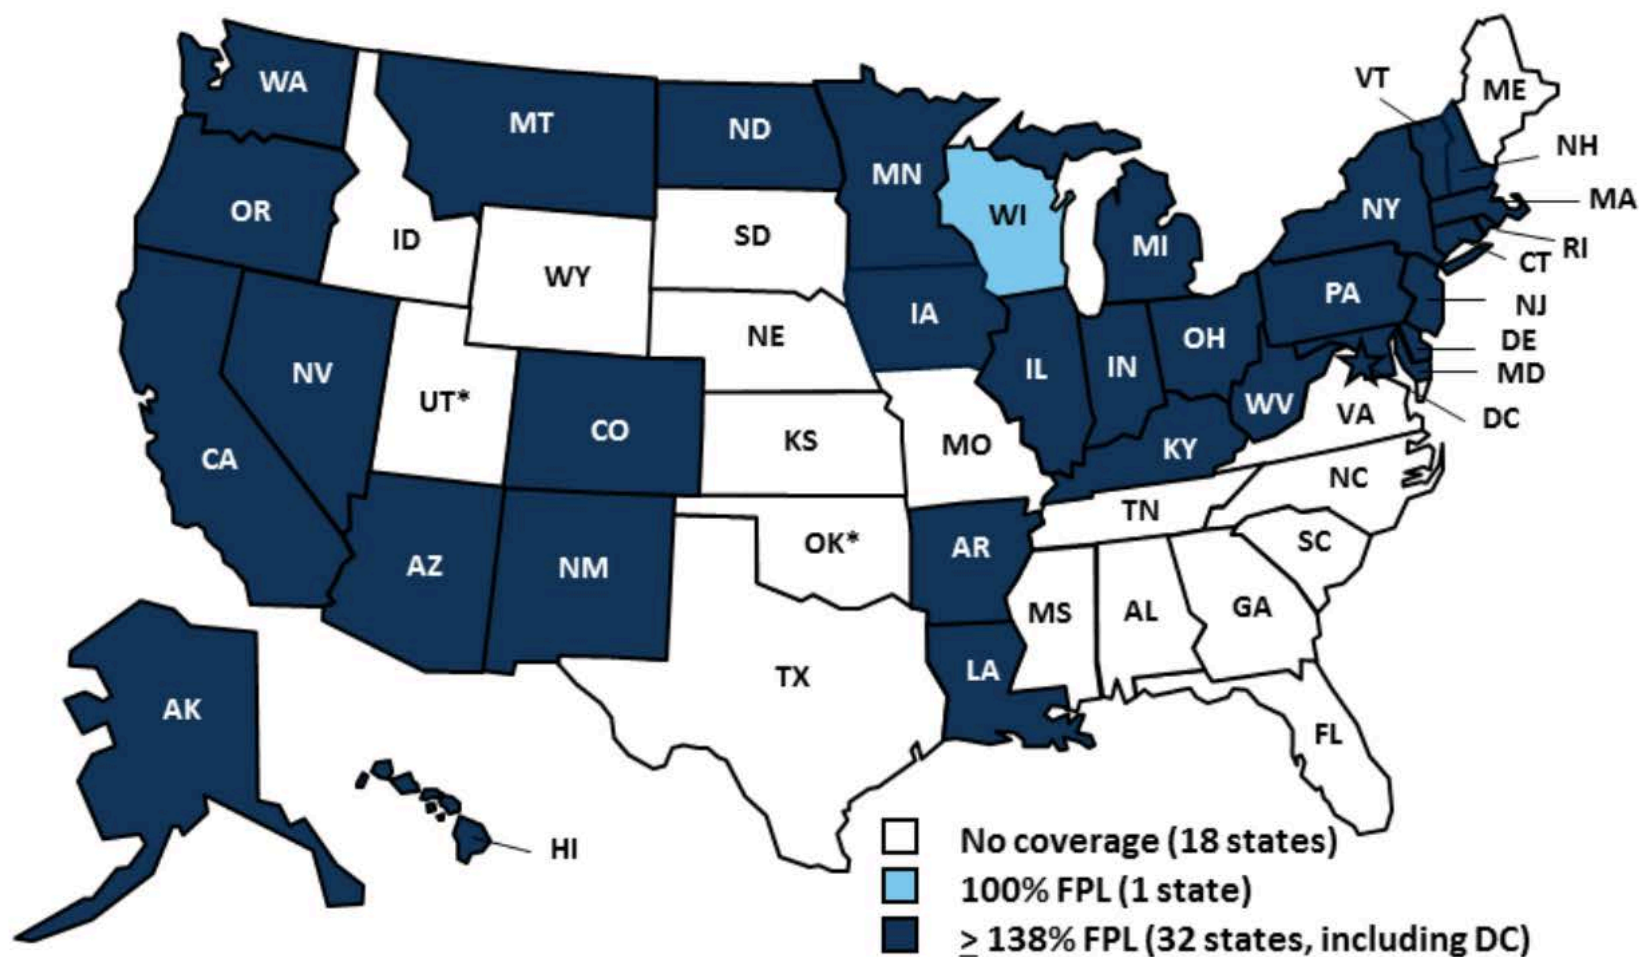 WA
MT
ND
MN
VT
ME
NH
OR
ID
WY
SD
WI
MI
NY
MA
RI
CT
NV
UT*
CO
NE
IA
IL
IN
OH
PA
NJ
DE
MD
DC
CA
KS
MO
KY
WV
VA
NC
TN
AZ
NM
OK*
AR
SC
MS
AL
GA
TX
LA
FL
AK
HI
No coverage (18 states)
100% FPL (1 state)
≥ 138% FPL (32 states, including DC)